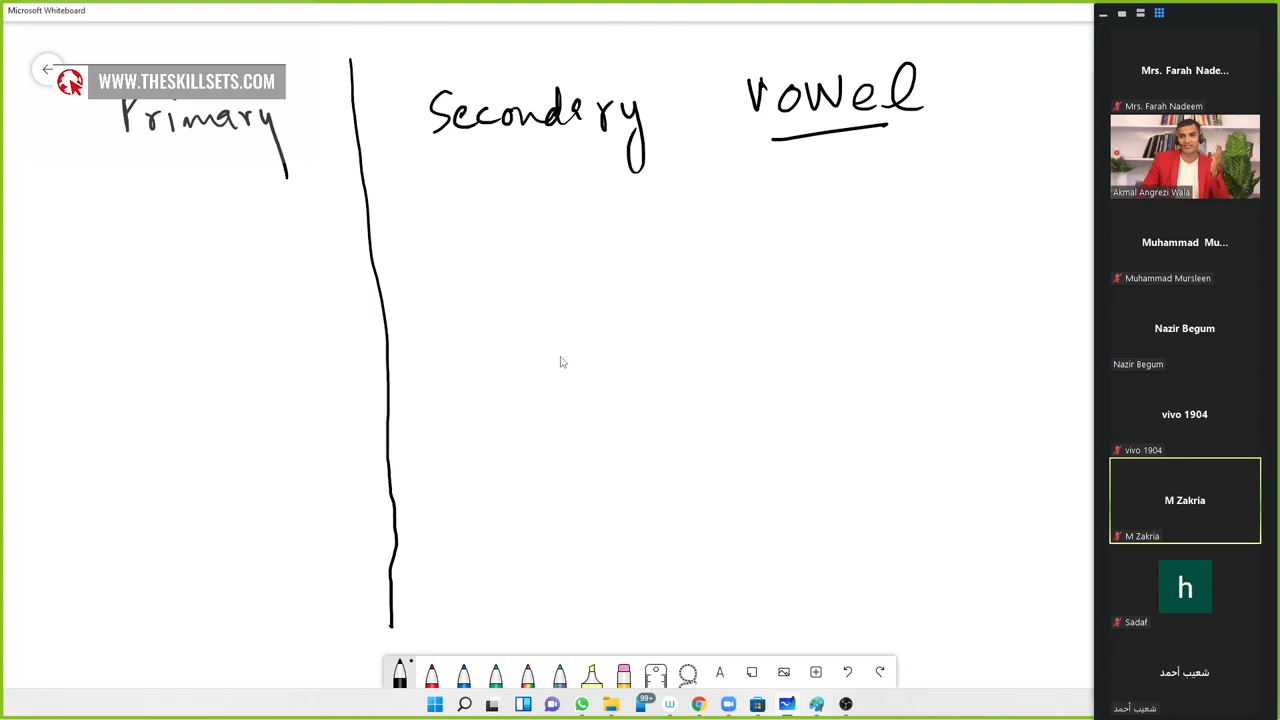 Microsoft Whiteboard
WWW.THESKILLSETS.COM
Primary
Secondary
vowel
Mrs. Farah Nade...
Mrs. Farah Nadeem
Akmal Angrezi Wala
Muhammad Mu...
Muhammad Mursleen
Nazir Begum
Nazir Begum
vivo 1904
vivo 1904
M Zakria
M Zakria
h
Sadaf
شعيب أحمد
شعيب أحمد
A
99+